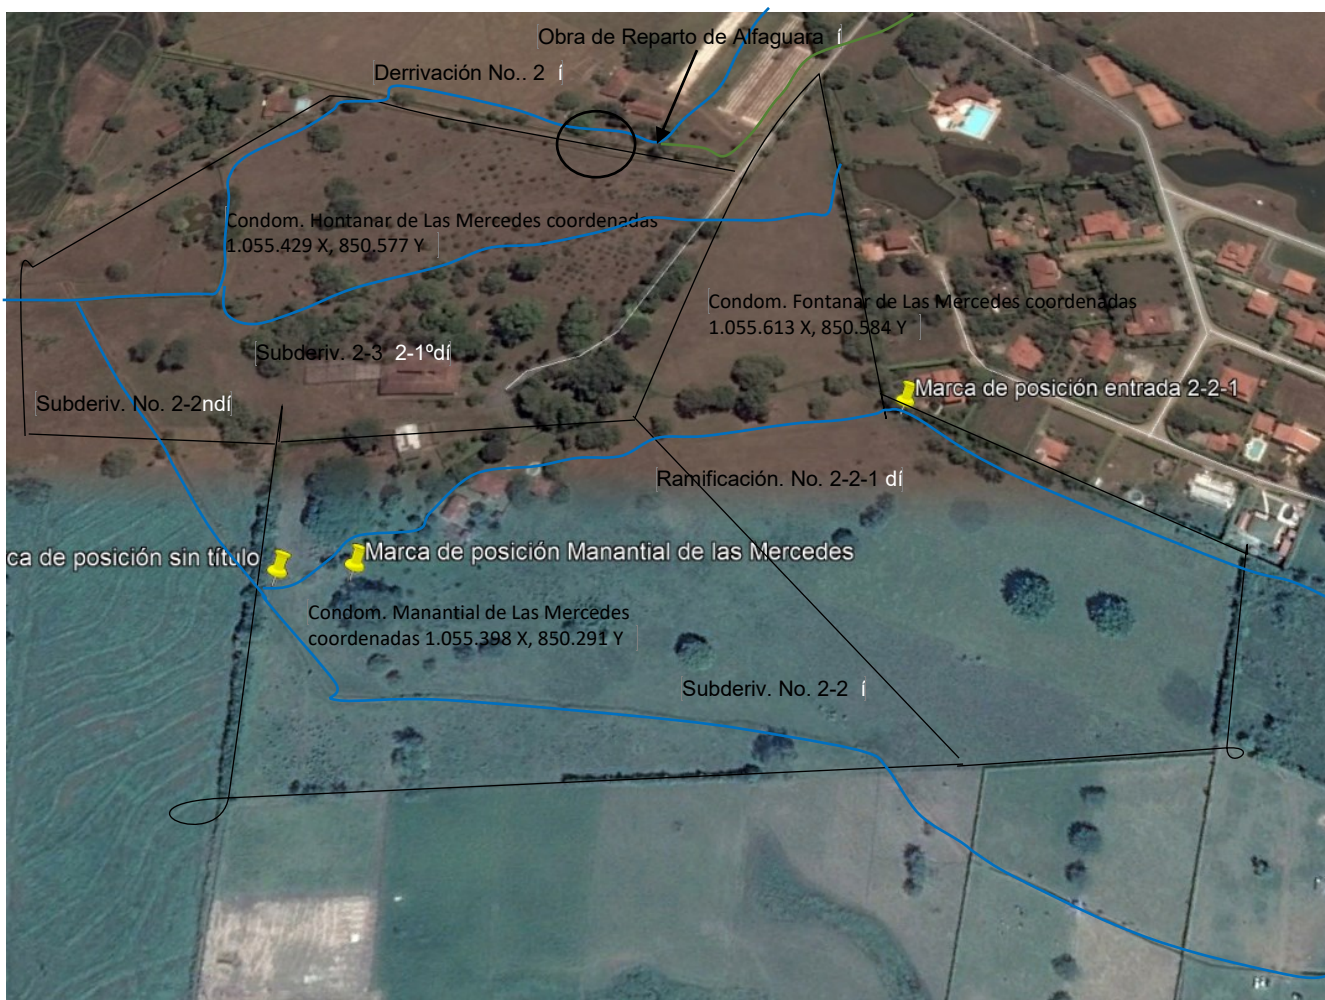 Obra de Reparto de Alfaguara í
Derrivación No.. 2 í
Condom. Hontanar de Las Mercedes coordenadas
1.055.429 X, 850.577 Y
Condom. Fontanar de Las Mercedes coordenadas
1.055.613 X, 850.584 Y
Subderiv. 2-3 2-1ºdí
Marca de posición entrada 2-2-1
Subderiv. No. 2-2ndí
Ramificación. No. 2-2-1 dí
rca de posición sin título
Marca de posición Manantial de las Mercedes
Condom. Manantial de Las Mercedes
coordenadas 1.055.398 X, 850.291 Y
Subderiv. No. 2-2 í